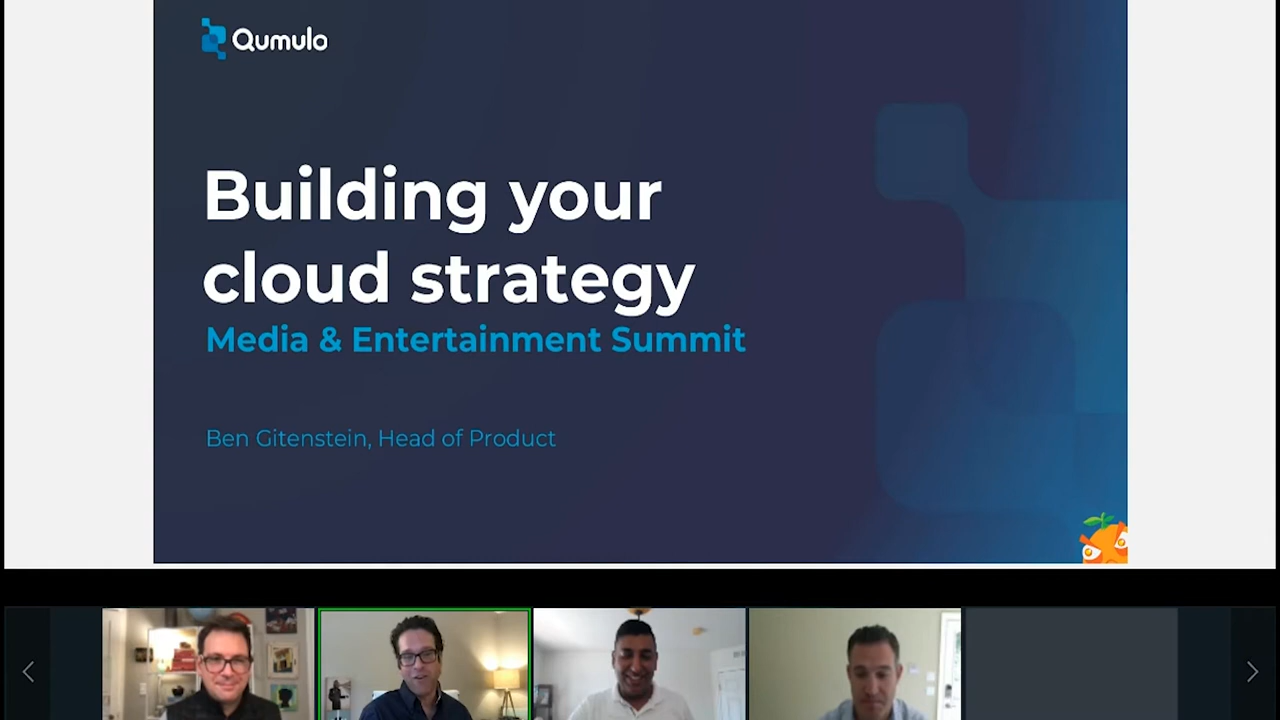 Qumulo
Building your
cloud strategy
Media & Entertainment Summit
Ben Gitenstein, Head of Product